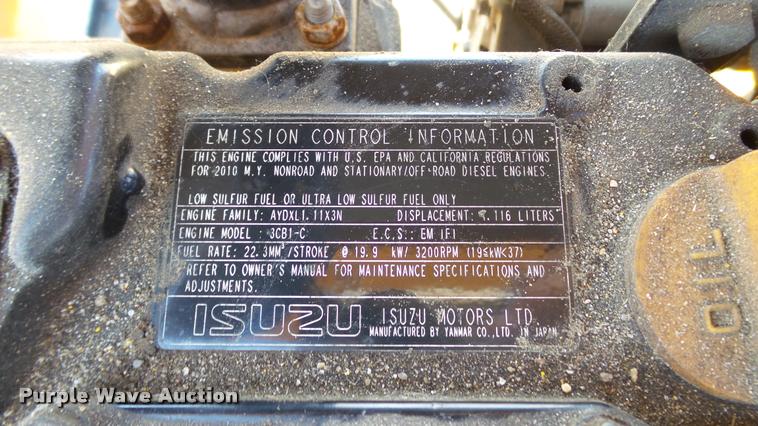 EMISSION CONTROL INFORMATION
THIS ENGINE COMPLIES WITH U.S. EPA AND CALIFORNIA REGULATIONS
FOR 2010 M.Y. NONROAD AND STATIONARY/OFF-ROAD DIESEL ENGINES
LOW SULFUR FUEL OR ULTRA LOW SULFUR FUEL ONLY
ENGINE FAMILY: AYDXL1.11X3N DISPLACEMENT: 1.116 LITERS
ENGINE MODEL : 3CB1-C E.C.S.: EM IFI
FUEL RATE: 22.3MM³/STROKE @ 19.9 kW/ 3200RPM (19≤kW<37)
REFER TO OWNER'S MANUAL FOR MAINTENANCE SPECIFICATIONS AND
ADJUSTMENTS.
ISUZU ISUZU MOTORS LTD.
MANUFACTURED BY YANMAR CO.,LTD. IN JAPAN
OIL
Purple Wave Auction